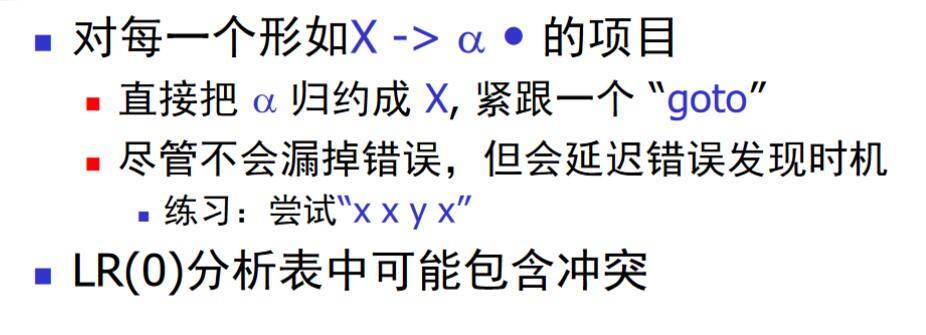 对每一个形如X -> α • 的项目
直接把 α 归约成 X, 紧跟一个 “goto”
尽管不会漏掉错误，但会延迟错误发现时机
练习：尝试“x x y x”
LR(0)分析表中可能包含冲突